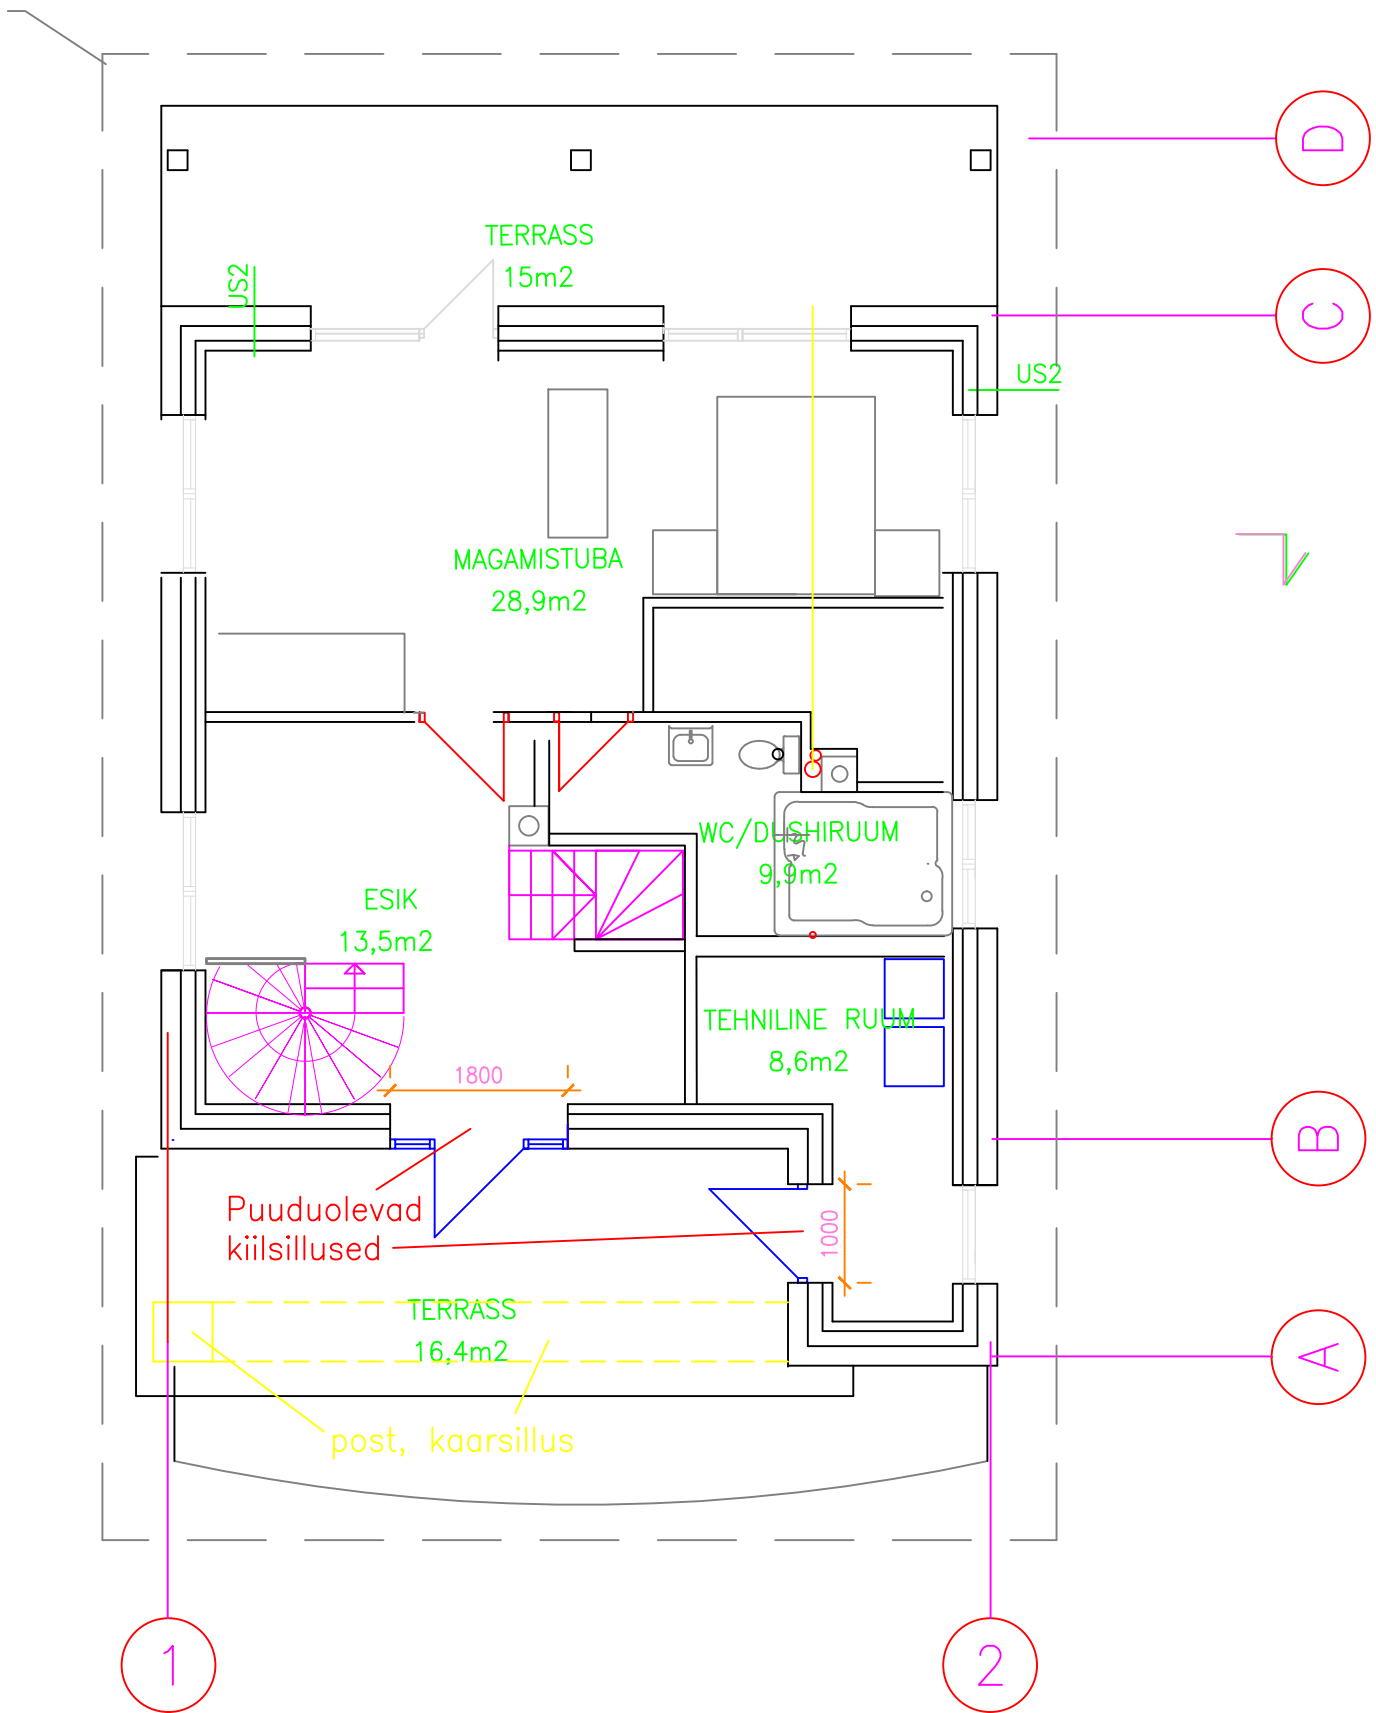 D
TERRASS
15m2
US2
C
US2
MAGAMISTUBA
28,9m2
WC/DUSHIRUUM
9,9m2
ESIK
13,5m2
TEHNILINE RUUM
8,6m2
1800
B
Puuduolevad
kiilsillused
1000
TERRASS
16,4m2
A
post, kaarsillus
1
2